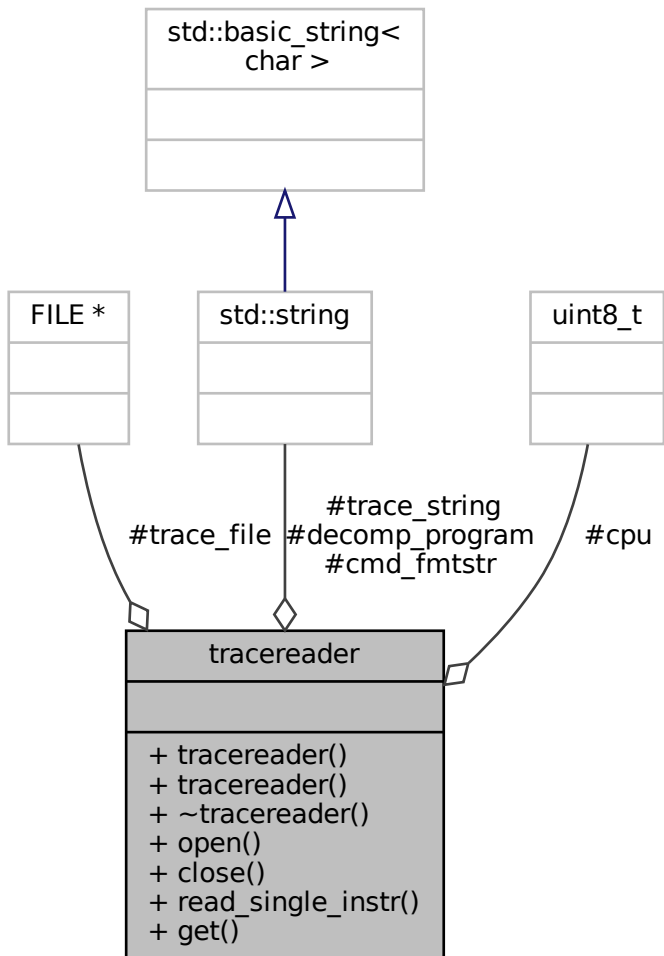 std::basic_string<
char >
FILE *
std::string
uint8_t
#trace_file
#trace_string
#decomp_program
#cmd_fmtstr
#cpu
tracereader
+ tracereader()
+ tracereader()
+ ~tracereader()
+ open()
+ close()
+ read_single_instr()
+ get()